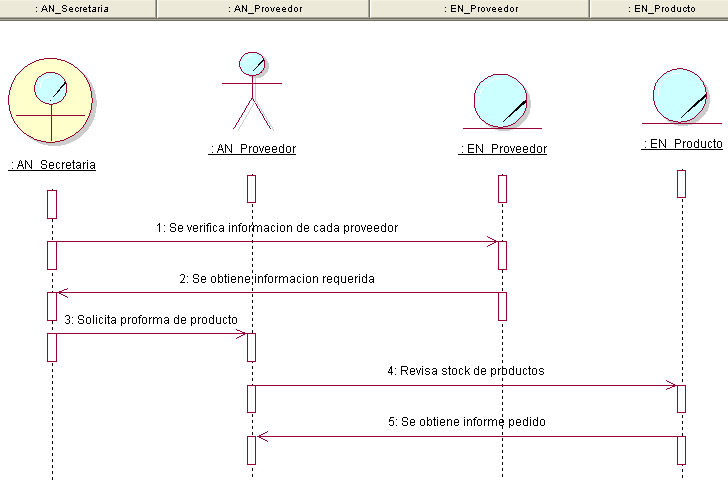 : AN_Secretaria
: AN_Proveedor
: EN_Proveedor
: EN_Producto
: AN_Secretaria
: AN_Proveedor
: EN_Proveedor
: EN_Producto
1: Se verifica informacion de cada proveedor
2: Se obtiene informacion requerida
3: Solicita proforma de producto
4: Revisa stock de productos
5: Se obtiene informe pedido